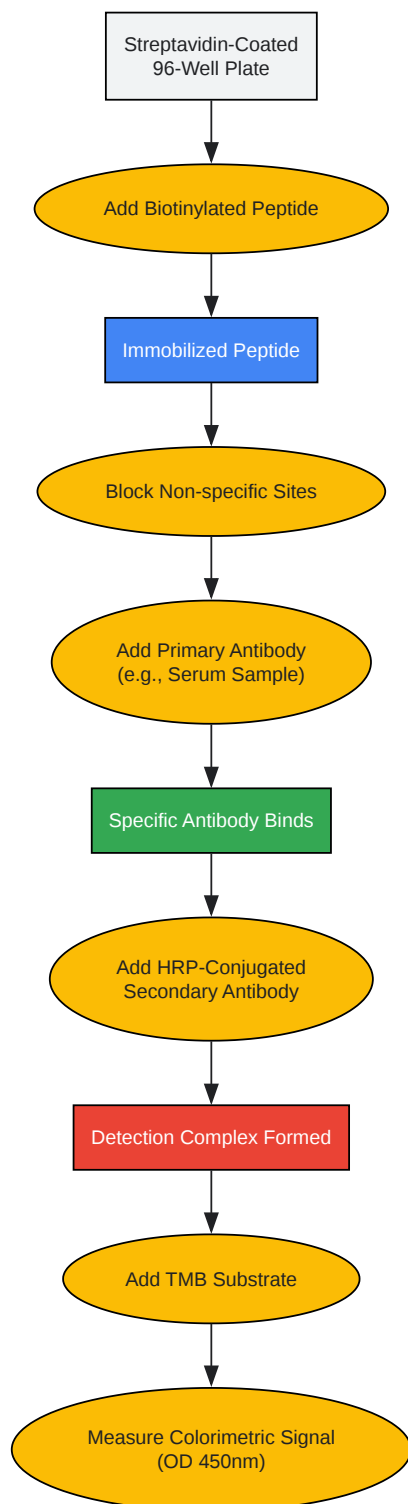 Streptavidin-Coated
96-Well Plate
Add Biotinylated Peptide
Immobilized Peptide
Block Non-specific Sites
Add Primary Antibody
(e.g., Serum Sample)
Specific Antibody Binds
Add HRP-Conjugated
Secondary Antibody
Detection Complex Formed
Add TMB Substrate
Measure Colorimetric Signal
(OD 450nm)